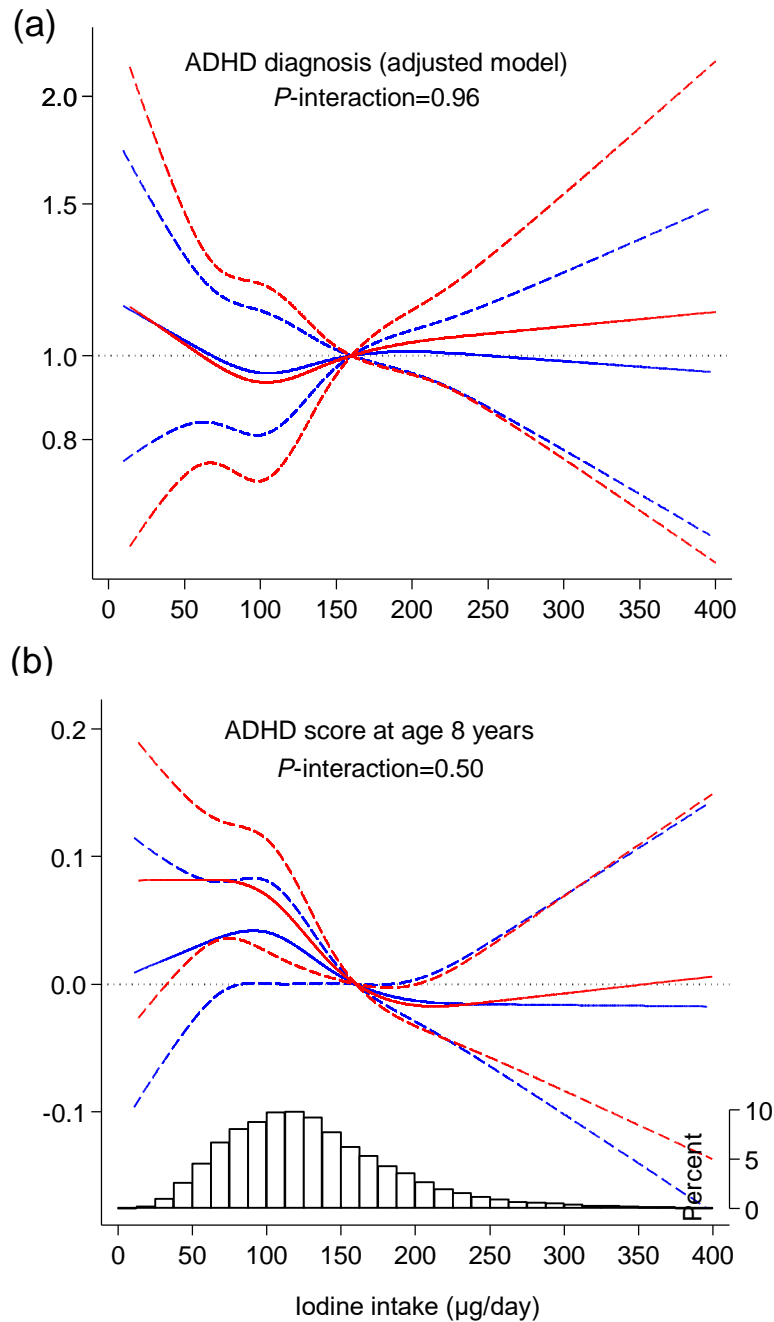 (a)
ADHD diagnosis (adjusted model)
P-interaction=0.96
2.0
1.5
1.0
0.8
0 50 100 150 200 250 300 350 400
(b)
ADHD score at age 8 years
P-interaction=0.50
0.2
0.1
0.0
-0.1
10
5
0
Percent
0 50 100 150 200 250 300 350 400
Iodine intake (µg/day)